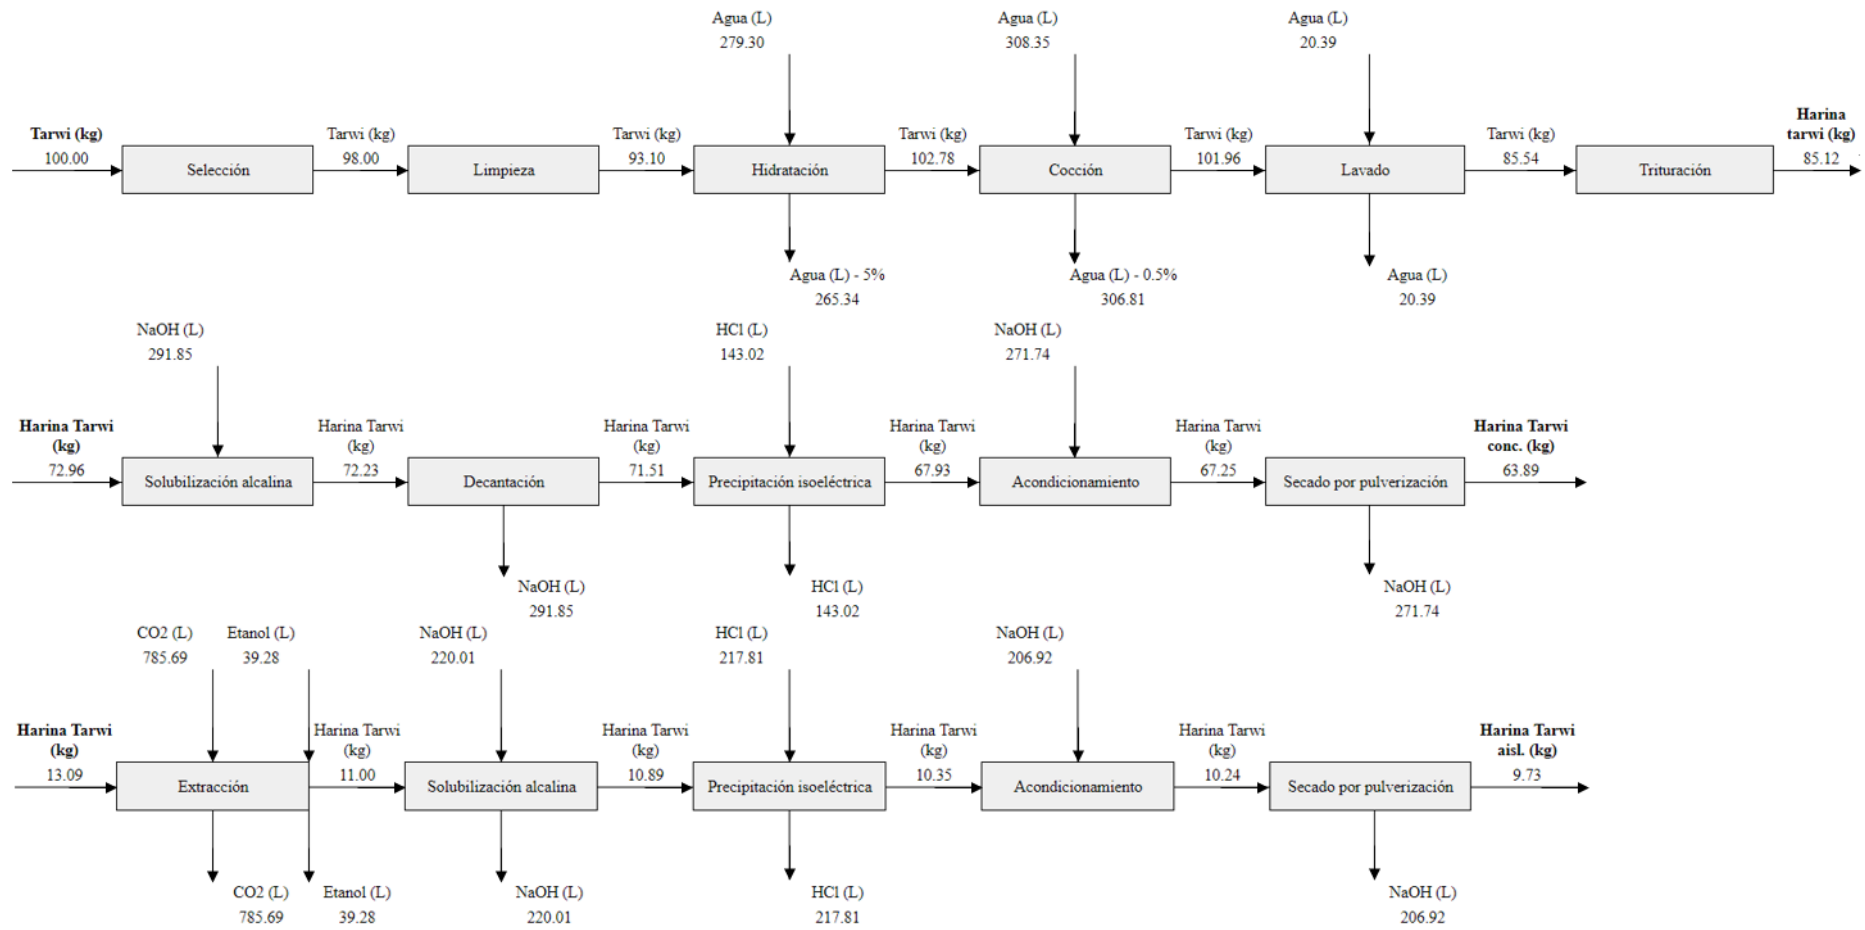 Agua (L)
279.30
Agua (L)
308.35
Agua (L)
20.39
Tarwi (kg)
100.00
Selección
Tarwi (kg)
98.00
Limpieza
Tarwi (kg)
93.10
Hidratación
Tarwi (kg)
102.78
Cocción
Tarwi (kg)
101.96
Lavado
Tarwi (kg)
85.54
Trituración
Harina
tarwi (kg)
85.12
Agua (L) - 5%
265.34
Agua (L) - 0.5%
306.81
Agua (L)
20.39
NaOH (L)
291.85
HCl (L)
143.02
NaOH (L)
271.74
Harina Tarwi
(kg)
72.96
Solubilización alcalina
Harina Tarwi
(kg)
72.23
Decantación
Harina Tarwi
(kg)
71.51
Precipitación isoeléctrica
Harina Tarwi
(kg)
67.93
Acondicionamiento
Harina Tarwi
(kg)
67.25
Secado por pulverización
Harina Tarwi
conc. (kg)
63.89
NaOH (L)
291.85
HCl (L)
143.02
NaOH (L)
271.74
CO2 (L)
785.69
Etanol (L)
39.28
NaOH (L)
220.01
HCl (L)
217.81
NaOH (L)
206.92
Harina Tarwi
(kg)
13.09
Extracción
Harina Tarwi
(kg)
11.00
Solubilización alcalina
Harina Tarwi
(kg)
10.89
Precipitación isoeléctrica
Harina Tarwi
(kg)
10.35
Acondicionamiento
Harina Tarwi
(kg)
10.24
Secado por pulverización
Harina Tarwi
aisl. (kg)
9.73
CO2 (L)
785.69
Etanol (L)
39.28
NaOH (L)
220.01
HCl (L)
217.81
NaOH (L)
206.92